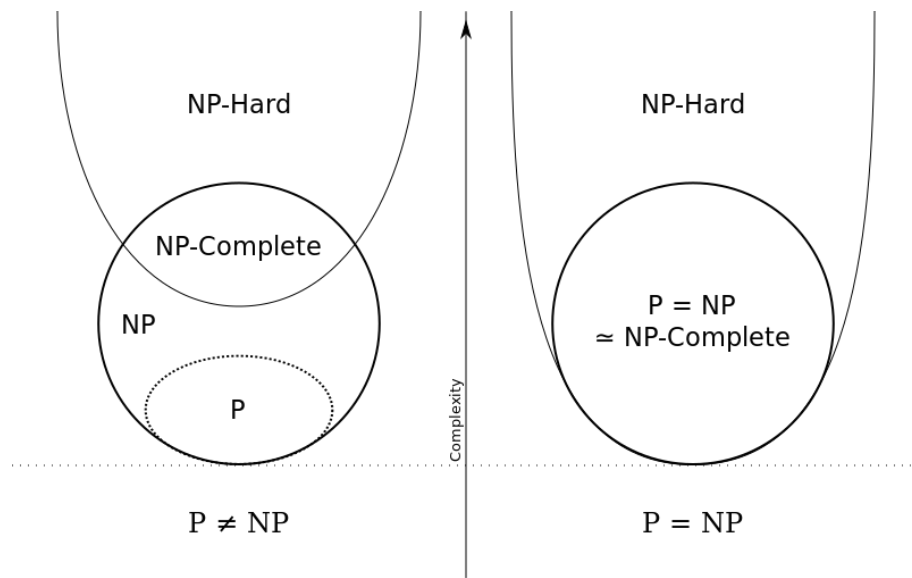 NP-Hard
NP-Complete
NP
P
P ≠ NP
Complexity
NP-Hard
P = NP
≃ NP-Complete
P = NP